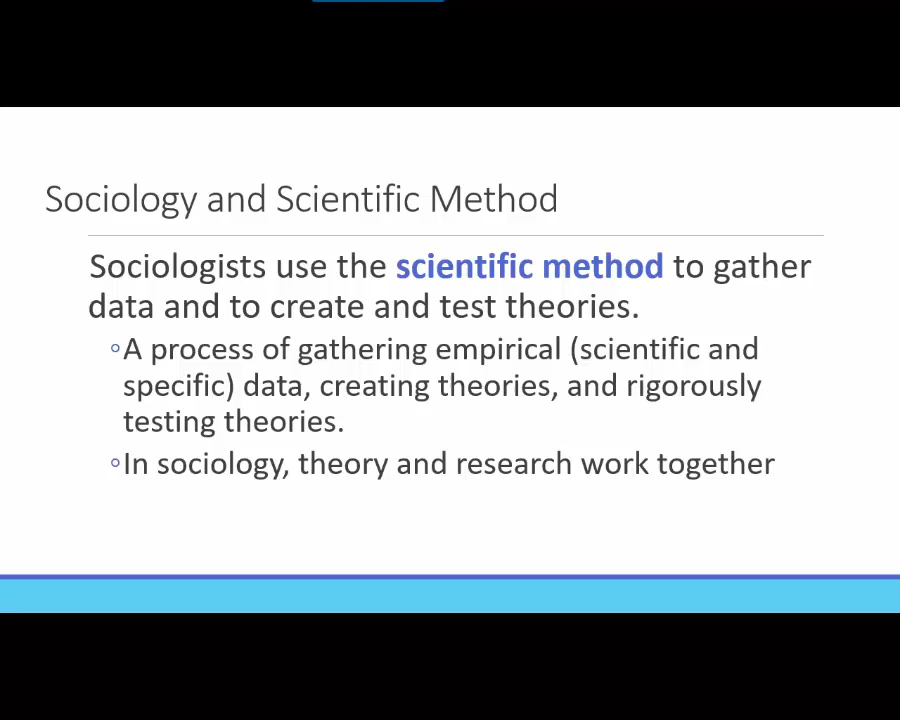 Sociology and Scientific Method
Sociologists use the scientific method to gather
data and to create and test theories.
◦A process of gathering empirical (scientific and
specific) data, creating theories, and rigorously
testing theories.
◦In sociology, theory and research work together